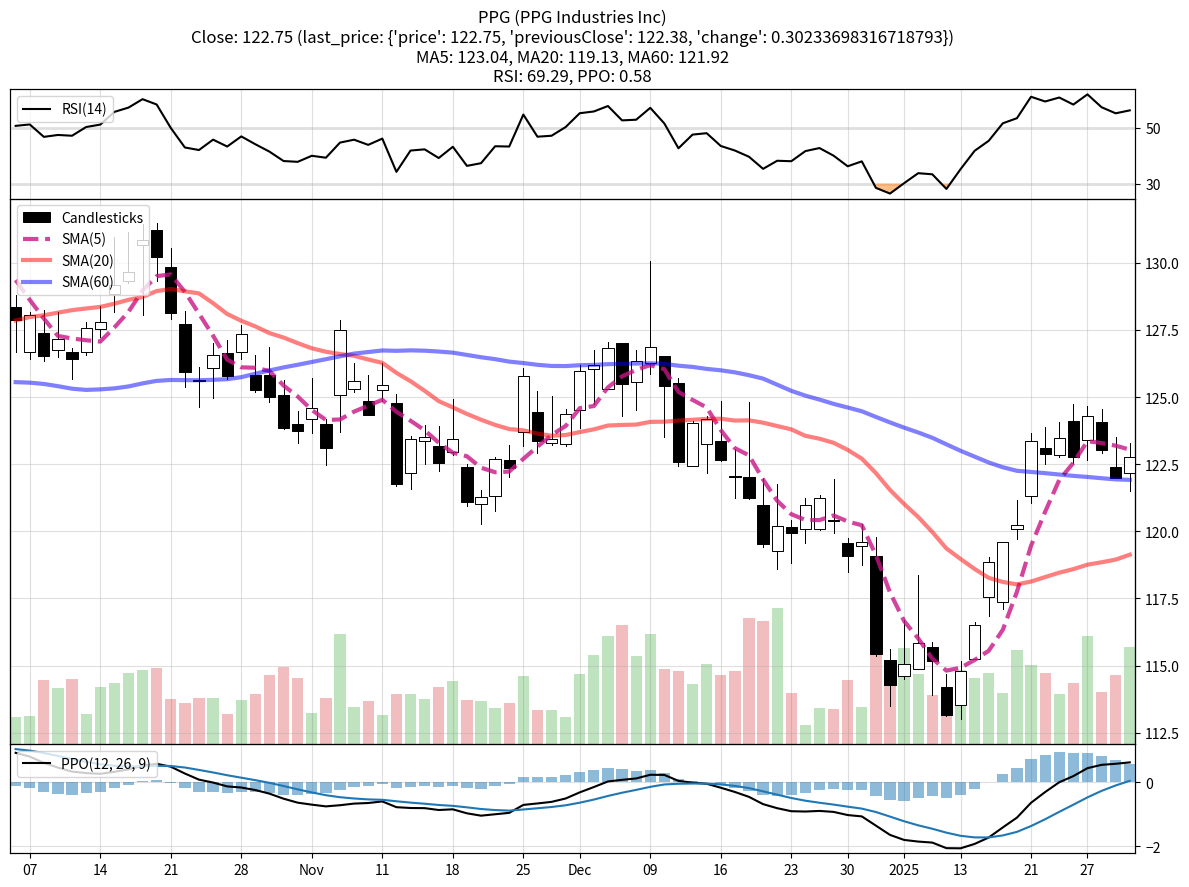 PPG (PPG Industries Inc)
Close: 122.75 (last_price: {'price': 122.75, 'previousClose': 122.38, 'change': 0.30233698316718793})
MA5: 123.04, MA20: 119.13, MA60: 121.92
RSI: 69.29, PPO: 0.58
RSI(14)
50
30
Candlesticks
SMA(5)
SMA(20)
SMA(60)
130.0
127.5
125.0
122.5
120.0
117.5
115.0
112.5
PPO(12, 26, 9)
0
−2
07 14 21 28 Nov 11 18 25 Dec 09 16 23 30 2025 13 21 27